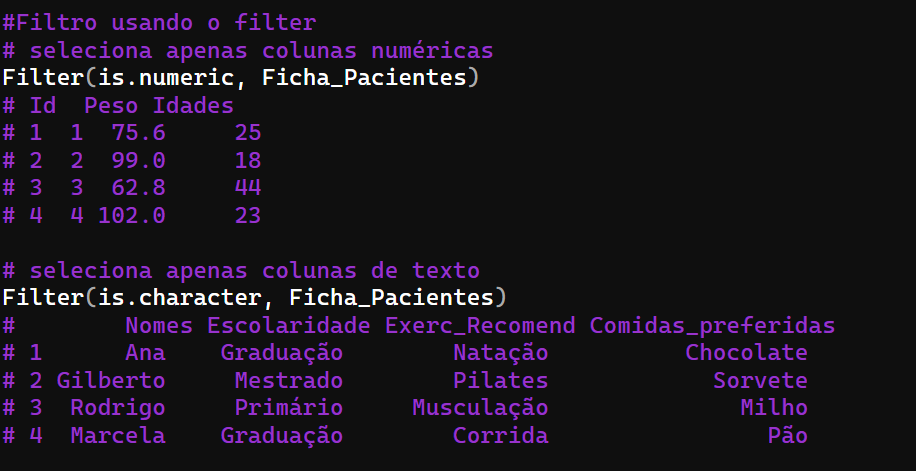 #Filtro usando o filter
# seleciona apenas colunas numéricas
Filter(is.numeric, Ficha_Pacientes)
# Id  Peso Idades
# 1  1  75.6     25
# 2  2  99.0     18
# 3  3  62.8     44
# 4  4 102.0     23

# seleciona apenas colunas de texto
Filter(is.character, Ficha_Pacientes)
#        Nomes Escolaridade Exerc_Recomend Comidas_preferidas
# 1      Ana    Graduação        Natação          Chocolate
# 2 Gilberto     Mestrado        Pilates            Sorvete
# 3  Rodrigo     Primário     Musculação              Milho
# 4  Marcela    Graduação        Corrida                Pão